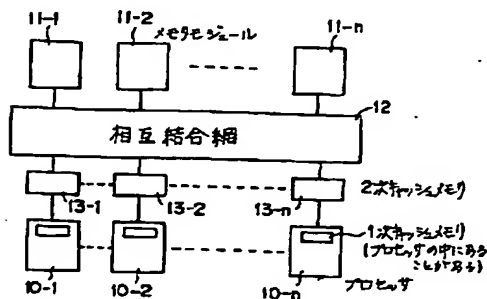 11-1
11-2
メモリモジュール
11-n
12
相互結合網
13-1
13-2
13-n
2次キャッシュメモリ
1次キャッシュメモリ
(プロセッサの中にある
ことがある)
10-1
10-2
10-n
プロセッサ